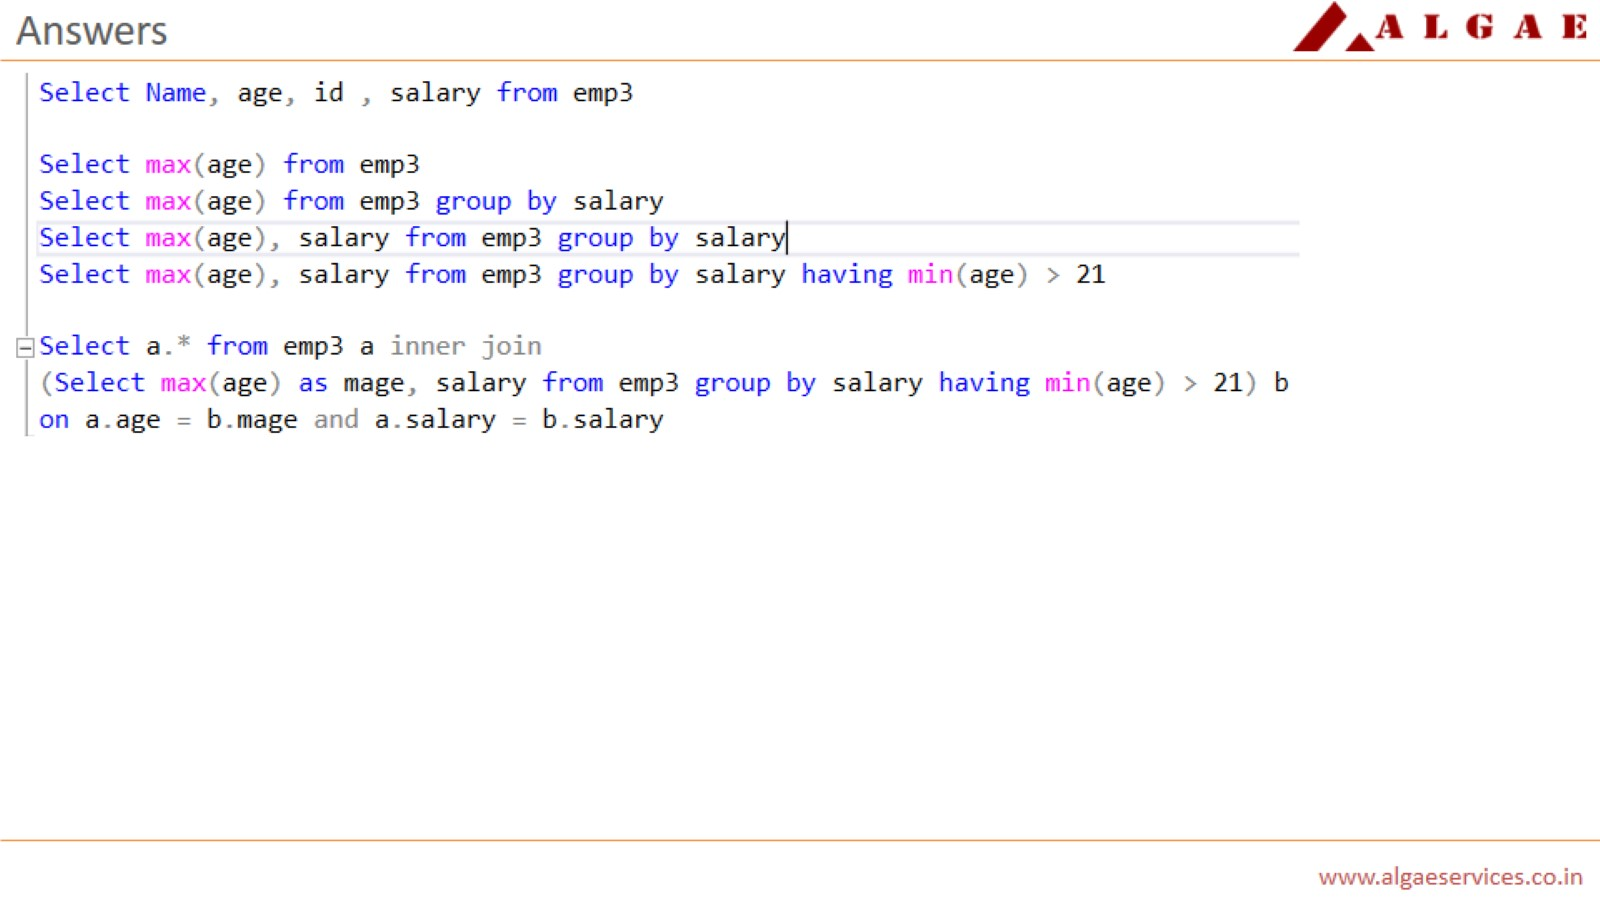 Answers
ALGAE
Select Name, age, id , salary from emp3
Select max(age) from emp3
Select max(age) from emp3 group by salary
Select max(age), salary from emp3 group by salary
Select max(age), salary from emp3 group by salary having min(age) > 21
Select a.* from emp3 a inner join
(Select max(age) as mage, salary from emp3 group by salary having min(age) > 21) b
on a.age = b.mage and a.salary = b.salary
www.algaeservices.co.in